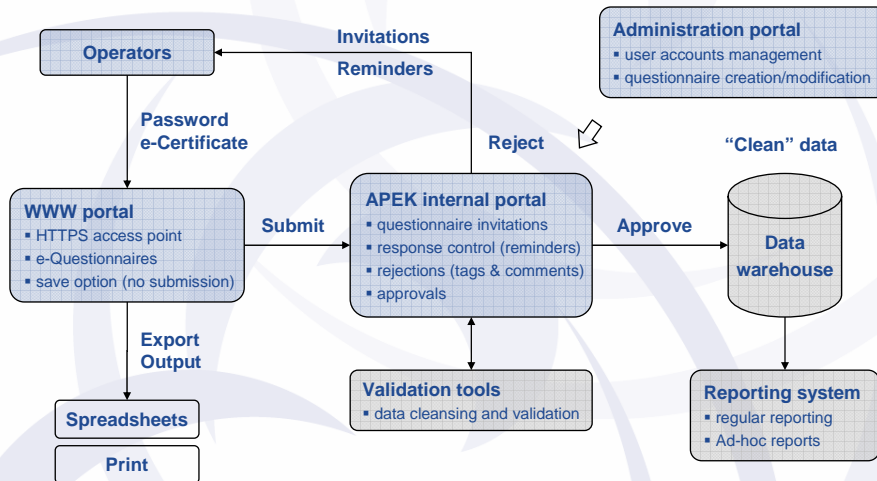 Operators
Invitations
Reminders
Administration portal
▪ user accounts management
▪ questionnaire creation/modification
Password
e-Certificate
Reject
“Clean” data
WWW portal
▪ HTTPS access point
▪ e-Questionnaires
▪ save option (no submission)
Submit
APEK internal portal
▪ questionnaire invitations
▪ response control (reminders)
▪ rejections (tags & comments)
▪ approvals
Approve
Data
warehouse
Export
Output
Validation tools
▪ data cleansing and validation
Reporting system
▪ regular reporting
▪ Ad-hoc reports
Spreadsheets
Print